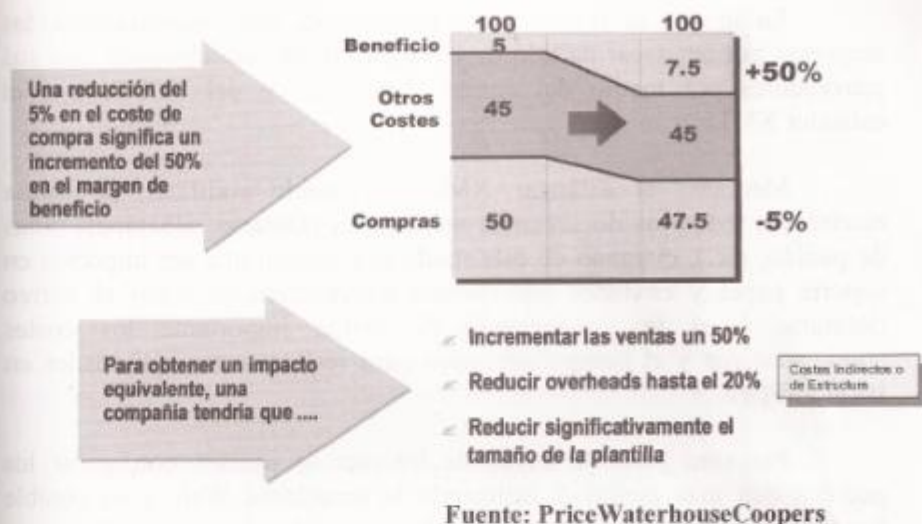 Una reducción del
5% en el coste de
compra significa un
incremento del 50%
en el margen de
beneficio
100
100
Beneficio
5
7.5
+50%
Otros
Costes
45
45
Compras
50
47.5
-5%
Para obtener un impacto
equivalente, una
compañia tendría que ....
Incrementar las ventas un 50%
Reducir overheads hasta el 20%
Costes Indirectos o
de Estructura
Reducir significativamente el
tamaño de la plantilla
Fuente: PriceWaterhouseCoopers